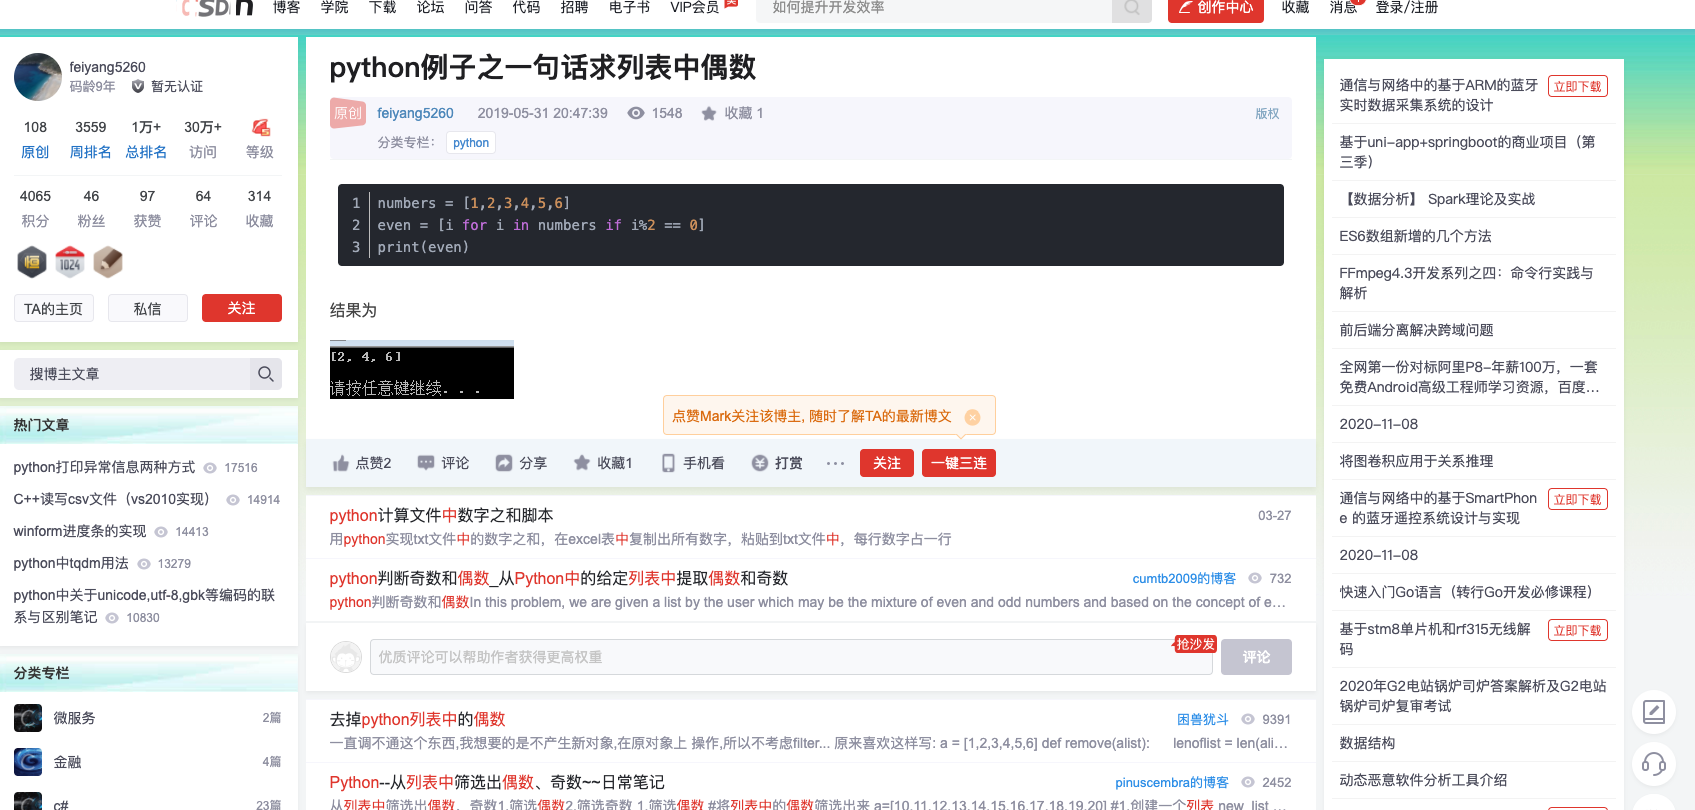 CSDN 博客 学院 下载 论坛 问答 代码 招聘 电子书 VIP会员 如何提升开发效率 创作中心 收藏 消息 登录/注册
feiyang5260
码龄9年 暂无认证
108 3559 1万+ 30万+
原创 周排名 总排名 访问 等级
4065 46 97 64 314
积分 粉丝 获赞 评论 收藏
恒 1024
TA的主页 私信 关注
搜博主文章
热门文章
python打印异常信息两种方式 17516
C++读写csv文件（vs2010实现） 14914
winform进度条的实现 14413
python中tqdm用法 13279
python中关于unicode,utf-8,gbk等编码的联
系与区别笔记 10830
分类专栏
微服务 2篇
金融 4篇
c# 23篇
python例子之一句话求列表中偶数
原创 feiyang5260 2019-05-31 20:47:39 1548 收藏 1 版权
分类专栏： python
1 numbers = [1,2,3,4,5,6]
2 even = [i for i in numbers if i%2 == 0]
3 print(even)
结果为
[2, 4, 6]
请按任意键继续. . .
点赞Mark关注该博主, 随时了解TA的最新博文
点赞2 评论 分享 收藏1 手机看 打赏 ··· 关注 一键三连
python计算文件中数字之和脚本 03-27
用python实现txt文件中的数字之和，在excel表中复制出所有数字，粘贴到txt文件中，每行数字占一行
python判断奇数和偶数_从Python中的给定列表中提取偶数和奇数 cumtb2009的博客 732
python判断奇数和偶数In this problem, we are given a list by the user which may be the mixture of even and odd numbers and based on the concept of e...
优质评论可以帮助作者获得更高权重 抢沙发 评论
去掉python列表中的偶数 困兽犹斗 9391
一直调不通这个东西,我想要的是不产生新对象,在原对象上 操作,所以不考虑filter... 原来喜欢这样写: a = [1,2,3,4,5,6] def remove(alist): lenoflist = len(ali...
Python--从列表中筛选出偶数、奇数~~日常笔记 pinuscembra的博客 2452
从列表中筛选出偶数、奇数1.筛选偶数2.筛选奇数 1.筛选偶数 #将列表中的偶数筛选出来 a=[10,11,12,13,14,15,16,17,18,19,20] #1.创建一个列表 new_list ...
通信与网络中的基于ARM的蓝牙 立即下载
实时数据采集系统的设计
基于uni-app+springboot的商业项目（第
三季）
【数据分析】 Spark理论及实战
ES6数组新增的几个方法
FFmpeg4.3开发系列之四：命令行实践与
解析
前后端分离解决跨域问题
全网第一份对标阿里P8-年薪100万，一套
免费Android高级工程师学习资源，百度...
2020-11-08
将图卷积应用于关系推理
通信与网络中的基于SmartPhon 立即下载
e 的蓝牙遥控系统设计与实现
2020-11-08
快速入门Go语言（转行Go开发必修课程）
基于stm8单片机和rf315无线解 立即下载
码
2020年G2电站锅炉司炉答案解析及G2电站
锅炉司炉复审考试
数据结构
动态恶意软件分析工具介绍